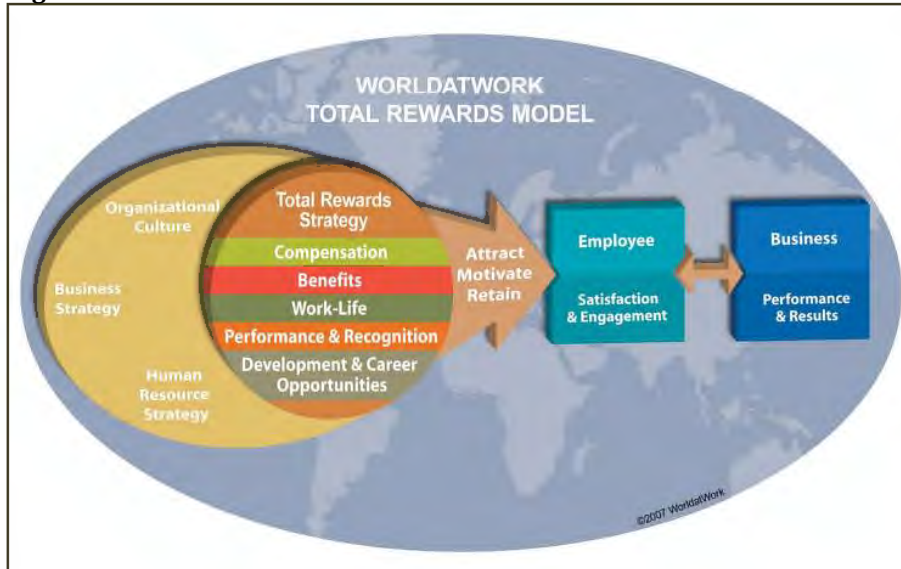 WORLDATWORK
TOTAL REWARDS MODEL
Organizational
Culture
Business
Strategy
Human
Resource
Strategy
Total Rewards
Strategy
Compensation
Benefits
Work-Life
Performance & Recognition
Development & Career
Opportunities
Attract
Motivate
Retain
Employee
Satisfaction
& Engagement
Business
Performance
& Results
©2007 WorldatWork